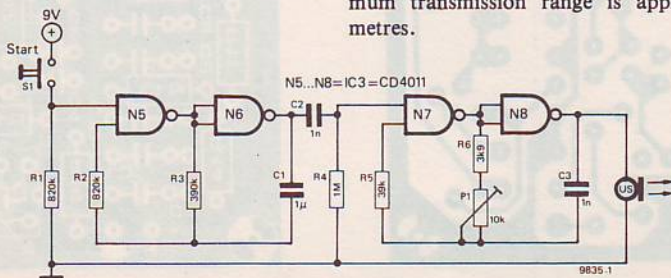 mum transmission range is app
metres.
9V
Start
S1
N5...N8=IC3=CD4011
N5
N6
C2
1n
N7
N8
R1
820k
R2
820k
R3
390k
C1
1µ
R4
1M
R5
39k
R6
3k9
P1
10k
C3
1n
US
9835-1